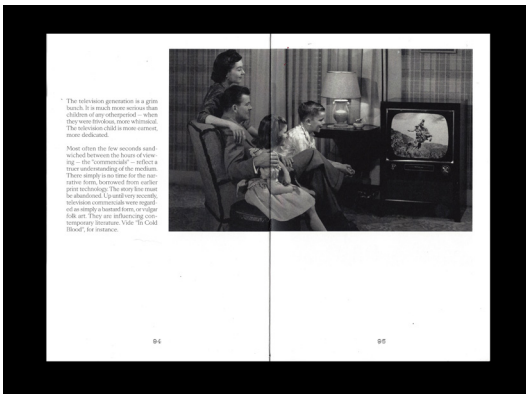 The television generation is a grim
bunch. It is much more serious than
children of any otherperiod — when
they were frivolous, more whimsical.
The television child is more earnest,
more dedicated.
Most often the few seconds sand-
wiched between the hours of view-
ing — the "commercials" — reflect a
truer understanding of the medium.
There simply is no time for the nar-
rative form, borrowed from earlier
print technology. The story line must
be abandoned. Up until very recently,
television commercials were regard-
ed as simply a bastard form, or vulgar
folk art. They are influencing con-
temporary literature. Vide "In Cold
Blood", for instance.
94
95